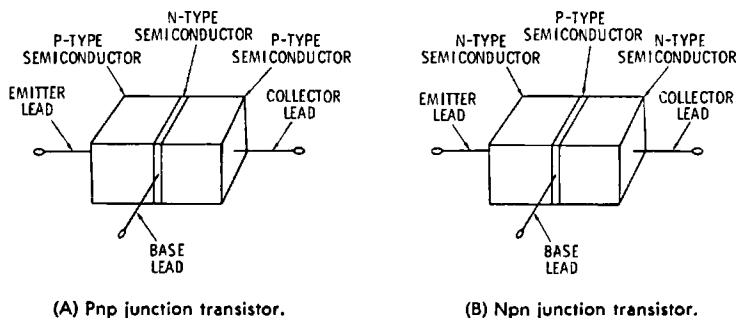 N-TYPE
SEMICONDUCTOR
P-TYPE
SEMICONDUCTOR
P-TYPE
SEMICONDUCTOR
EMITTER
LEAD
COLLECTOR
LEAD
BASE
LEAD
(A) Pnp junction transistor.
P-TYPE
SEMICONDUCTOR
N-TYPE
SEMICONDUCTOR
N-TYPE
SEMICONDUCTOR
EMITTER
LEAD
COLLECTOR
LEAD
BASE
LEAD
(B) Npn junction transistor.